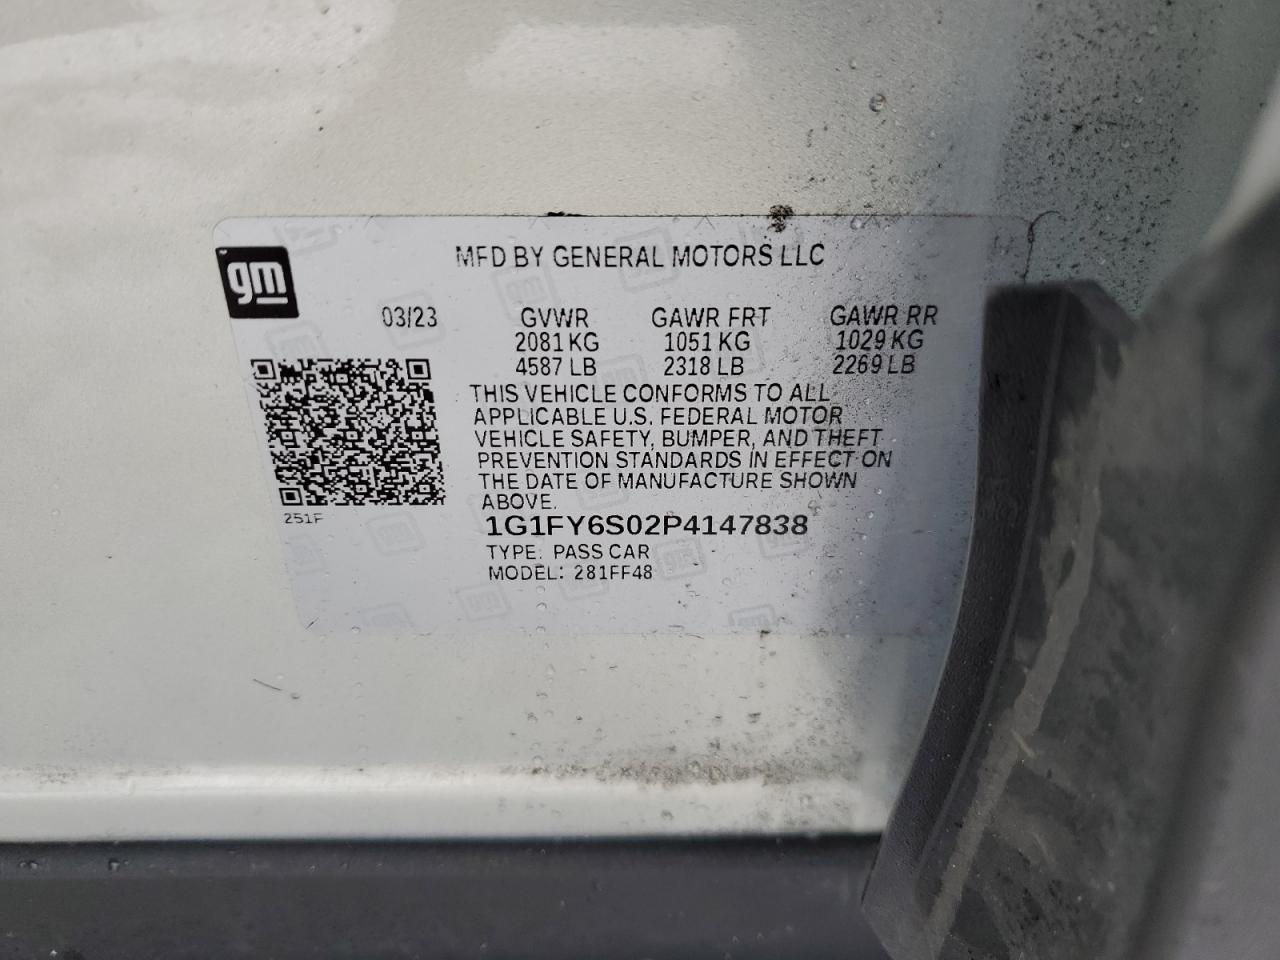 gm
MFD BY GENERAL MOTORS LLC
03/23 GVWR GAWR FRT GAWR RR
2081 KG 1051 KG 1029 KG
4587 LB 2318 LB 2269 LB
THIS VEHICLE CONFORMS TO ALL
APPLICABLE U.S. FEDERAL MOTOR
VEHICLE SAFETY, BUMPER, AND THEFT
PREVENTION STANDARDS IN EFFECT ON
THE DATE OF MANUFACTURE SHOWN
ABOVE.
251F
1G1FY6S02P4147838
TYPE: PASS CAR
MODEL: 281FF48